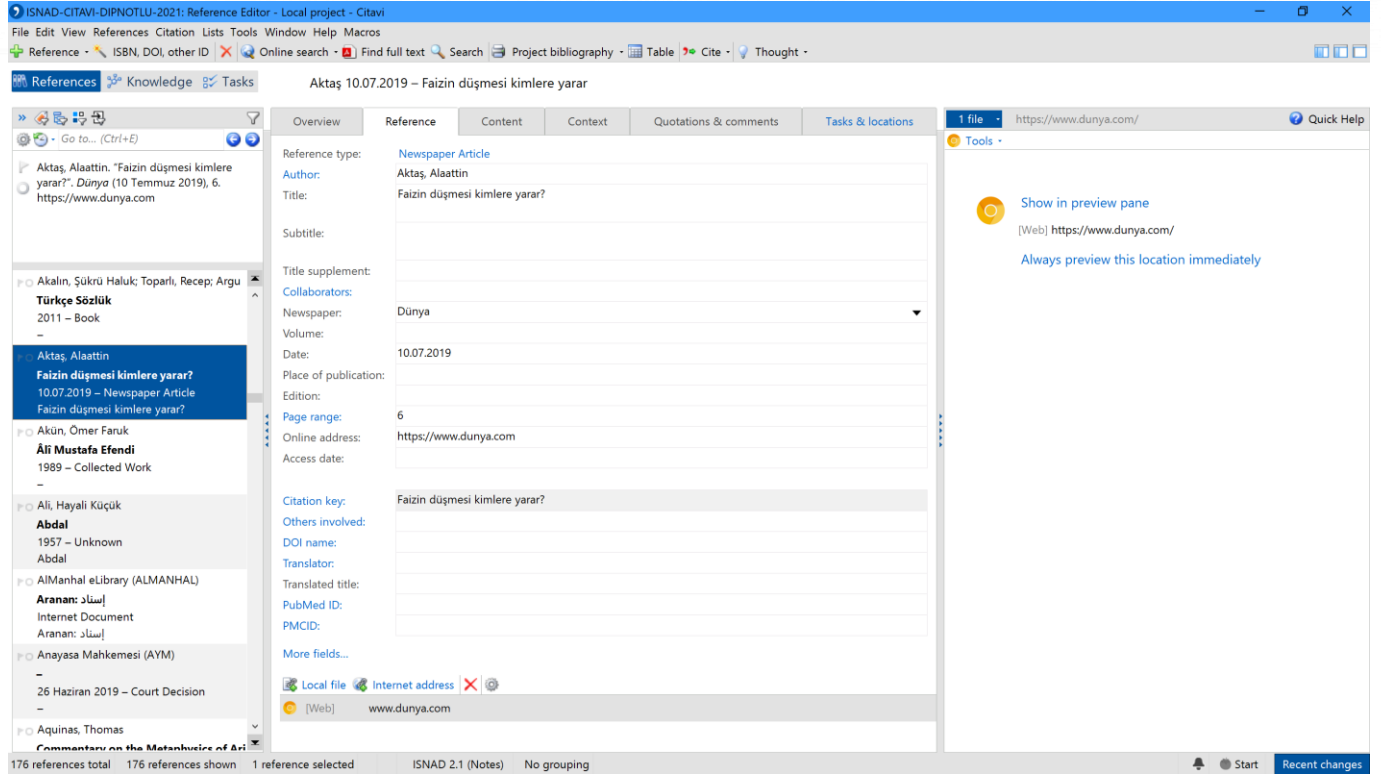 ISNAD-CITAVI-DIPNOTLU-2021: Reference Editor - Local project - Citavi
File Edit View References Citation Lists Tools Window Help Macros
Reference - ISBN, DOI, other ID Online search - Find full text Search Project bibliography - Table Cite - Thought -
References Knowledge Tasks
Aktaş 10.07.2019 – Faizin düşmesi kimlere yarar
Go to... (Ctrl+E)
Aktaş, Alaattin. "Faizin düşmesi kimlere
yarar?". Dünya (10 Temmuz 2019), 6.
https://www.dunya.com
Akalın, Şükrü Haluk; Toparlı, Recep; Argu
Türkçe Sözlük
2011 – Book
–
Aktaş, Alaattin
Faizin düşmesi kimlere yarar?
10.07.2019 – Newspaper Article
Faizin düşmesi kimlere yarar?
Akün, Ömer Faruk
Âlî Mustafa Efendi
1989 – Collected Work
–
Ali, Hayali Küçük
Abdal
1957 – Unknown
Abdal
AlManhal eLibrary (ALMANHAL)
Aranan: إسناد
Internet Document
Aranan: إسناد
Anayasa Mahkemesi (AYM)
–
26 Haziran 2019 – Court Decision
–
Aquinas, Thomas
Commentary on the Metaphysics of Ari
Overview Reference Content Context Quotations & comments Tasks & locations
Reference type: Newspaper Article
Author: Aktaş, Alaattin
Title: Faizin düşmesi kimlere yarar?
Subtitle:
Title supplement:
Collaborators:
Newspaper: Dünya
Volume:
Date: 10.07.2019
Place of publication:
Edition:
Page range: 6
Online address: https://www.dunya.com
Access date:
Citation key: Faizin düşmesi kimlere yarar?
Others involved:
DOI name:
Translator:
Translated title:
PubMed ID:
PMCID:
More fields...
Local file Internet address
[Web] www.dunya.com
1 file - https://www.dunya.com/ Quick Help
Tools -
Show in preview pane
[Web] https://www.dunya.com/
Always preview this location immediately
176 references total 176 references shown 1 reference selected ISNAD 2.1 (Notes) No grouping Start Recent changes